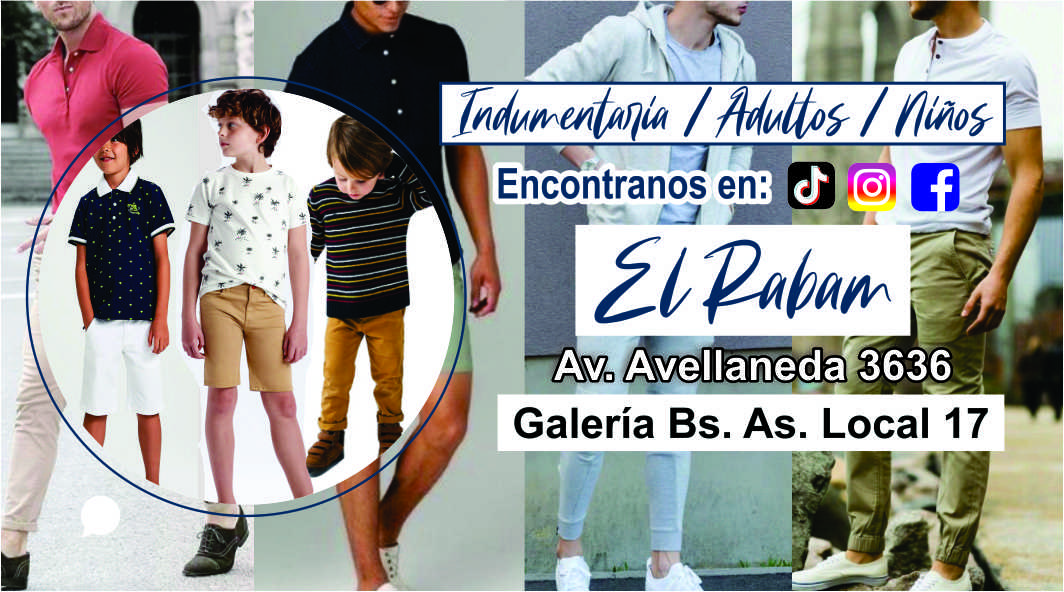 Indumentaria / Adultos / Niños
Encontranos en:
El Rabam
Av. Avellaneda 3636
Galería Bs. As. Local 17